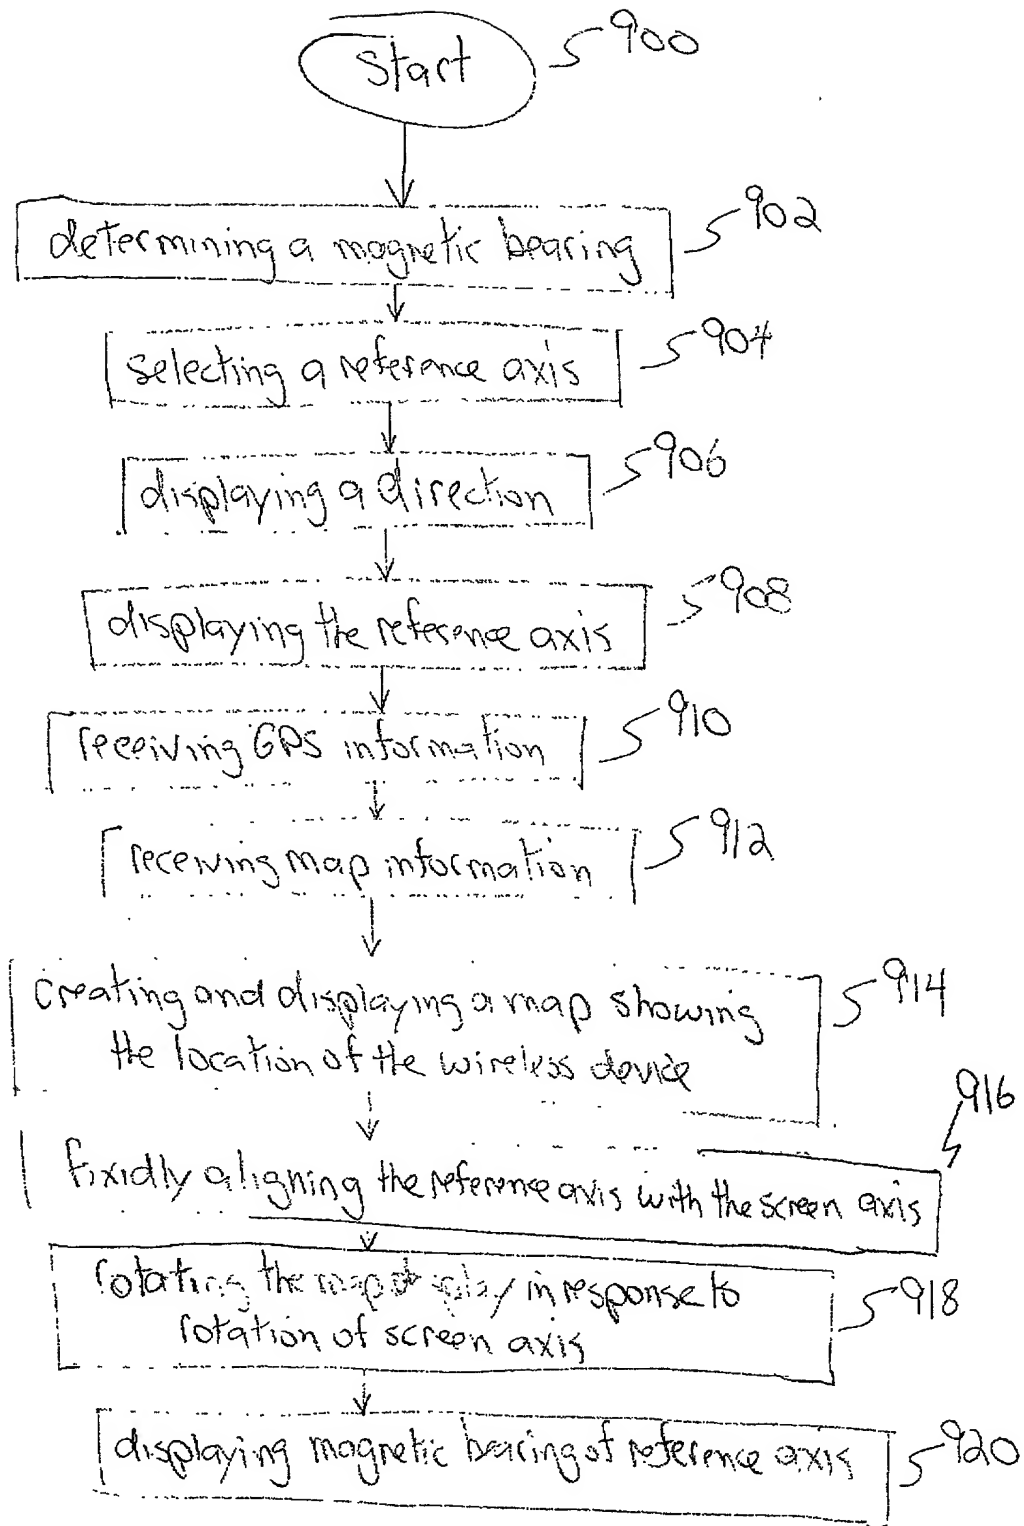 Start 900
determining a magnetic bearing 902
selecting a reference axis 904
displaying a direction 906
displaying the reference axis 908
receiving GPS information 910
receiving map information 912
creating and displaying a map showing 914
the location of the wireless device
916
fixidly aligning the reference axis with the screen axis
rotating the map display in response to 918
rotation of screen axis
displaying magnetic bearing of reference axis 920